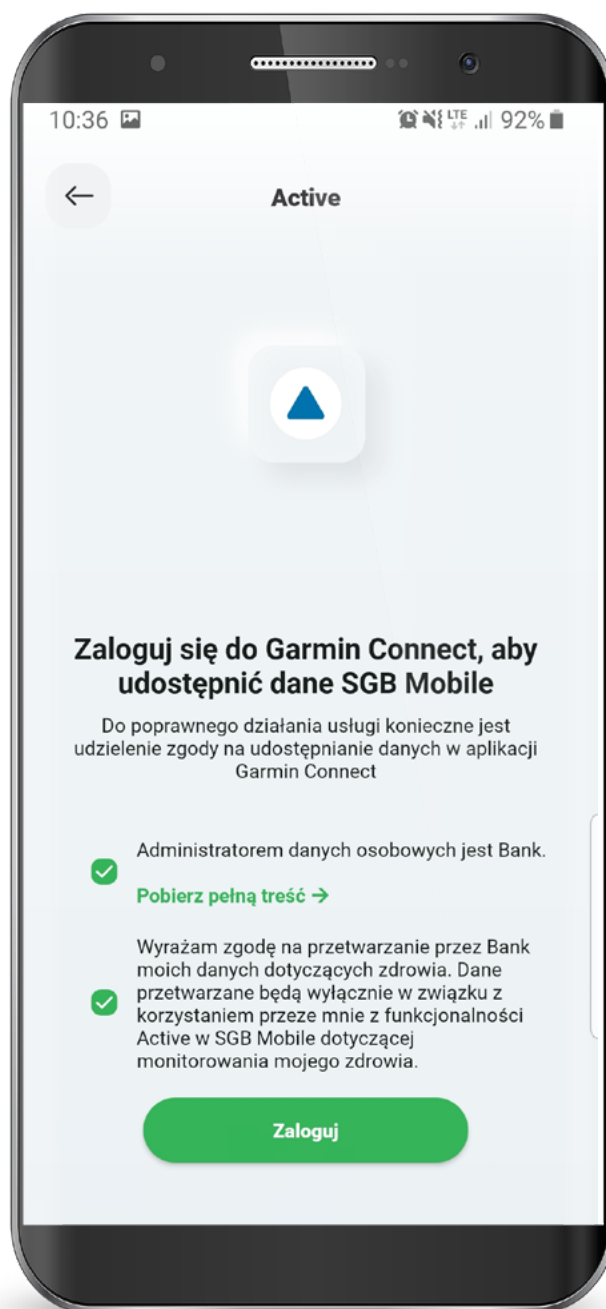 10:36 LTE 92%
Active
Zaloguj się do Garmin Connect, aby
udostępnić dane SGB Mobile
Do poprawnego działania usługi konieczne jest
udzielenie zgody na udostępnianie danych w aplikacji
Garmin Connect
Administratorem danych osobowych jest Bank.
Pobierz pełną treść →
Wyrażam zgodę na przetwarzanie przez Bank
moich danych dotyczących zdrowia. Dane
przetwarzane będą wyłącznie w związku z
korzystaniem przeze mnie z funkcjonalności
Active w SGB Mobile dotyczącej
monitorowania mojego zdrowia.
Zaloguj